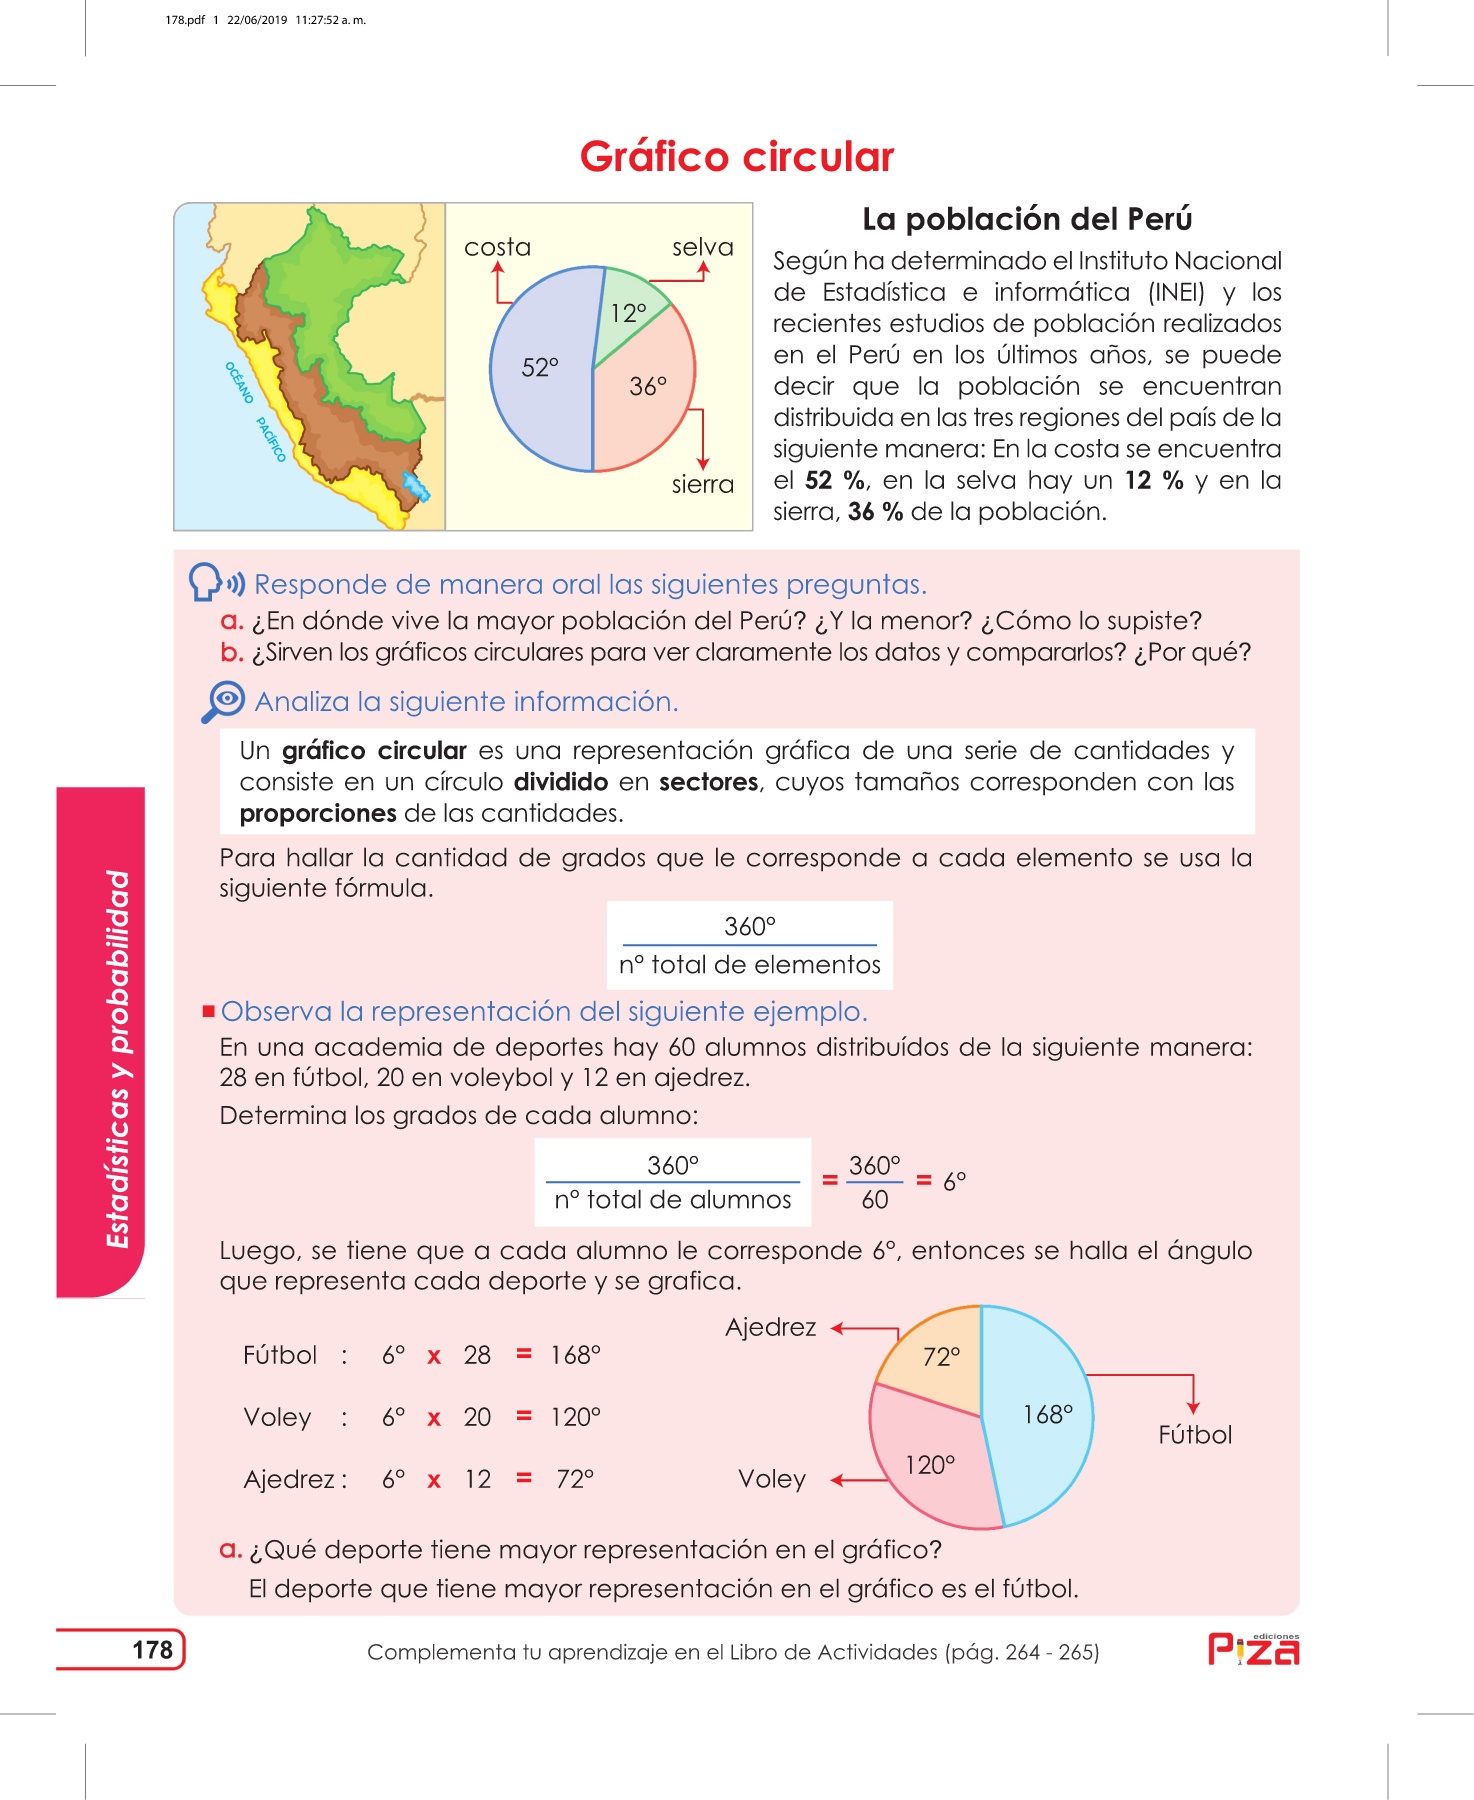 178.pdf 1 22/06/2019 11:27:52 a. m.
Gráfico circular
OCÉANO PACÍFICO
costa
selva
12°
52°
36°
sierra
La población del Perú
Según ha determinado el Instituto Nacional
de Estadística e informática (INEI) y los
recientes estudios de población realizados
en el Perú en los últimos años, se puede
decir que la población se encuentran
distribuida en las tres regiones del país de la
siguiente manera: En la costa se encuentra
el 52 %, en la selva hay un 12 % y en la
sierra, 36 % de la población.
Responde de manera oral las siguientes preguntas.
a. ¿En dónde vive la mayor población del Perú? ¿Y la menor? ¿Cómo lo supiste?
b. ¿Sirven los gráficos circulares para ver claramente los datos y compararlos? ¿Por qué?
Analiza la siguiente información.
Un gráfico circular es una representación gráfica de una serie de cantidades y
consiste en un círculo dividido en sectores, cuyos tamaños corresponden con las
proporciones de las cantidades.
Para hallar la cantidad de grados que le corresponde a cada elemento se usa la
siguiente fórmula.
360°
n° total de elementos
Observa la representación del siguiente ejemplo.
En una academia de deportes hay 60 alumnos distribuídos de la siguiente manera:
28 en fútbol, 20 en voleybol y 12 en ajedrez.
Determina los grados de cada alumno:
360°
n° total de alumnos
= 360°
60
= 6°
Luego, se tiene que a cada alumno le corresponde 6°, entonces se halla el ángulo
que representa cada deporte y se grafica.
Fútbol : 6° x 28 = 168°
Voley : 6° x 20 = 120°
Ajedrez : 6° x 12 = 72°
Ajedrez
72°
168°
Fútbol
120°
Voley
a. ¿Qué deporte tiene mayor representación en el gráfico?
El deporte que tiene mayor representación en el gráfico es el fútbol.
Estadísticas y probabilidad
178
Complementa tu aprendizaje en el Libro de Actividades (pág. 264 - 265)
ediciones
Piza